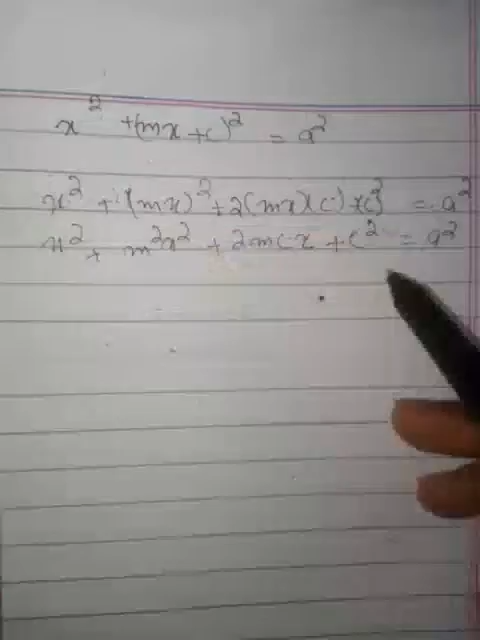 x² + (mx + c)² = a²
x² + (mx)² + 2(mx)(c) + c² = a²
x² + m²x² + 2mcx + c² = a²